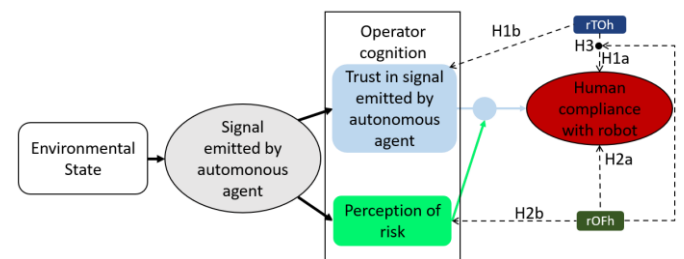 Operator
cognition
rTOh
H1b
H3
H1a
Trust in signal
emitted by
autonomous
agent
Human
compliance
with robot
Signal
emitted by
automonous
agent
Environmental
State
H2a
Perception of
risk
H2b
rOFh